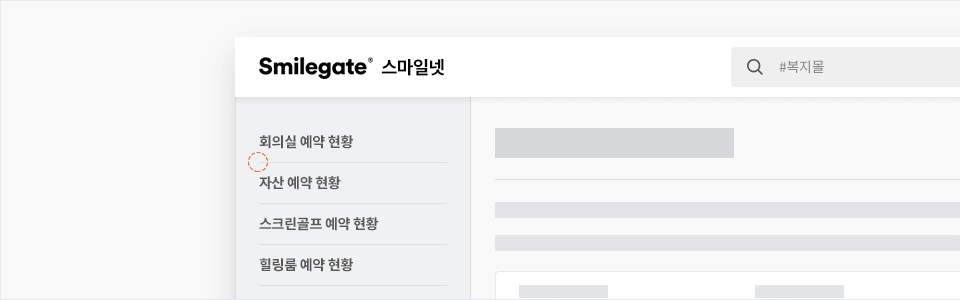 Smilegate® 스마일넷
#복지몰
회의실 예약 현황
자산 예약 현황
스크린골프 예약 현황
힐링룸 예약 현황